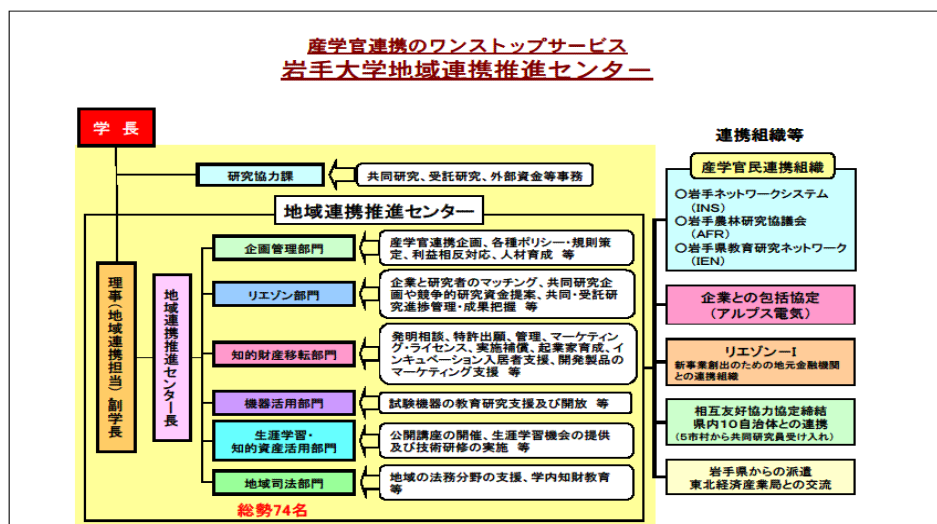 産学官連携のワンストップサービス
岩手大学地域連携推進センター
学 長
研究協力課
共同研究、受託研究、外部資金等事務
地域連携推進センター
理事(地域連携担当)・副学長
地域連携推進センター長
企画管理部門
産学官連携企画、各種ポリシー・規則策
定、利益相反対応、人材育成 等
リエゾン部門
企業と研究者のマッチング、共同研究企
画や競争的研究資金提案、共同・受託研
究進捗管理・成果把握 等
知的財産移転部門
発明相談、特許出願、管理、マーケティン
グ・ライセンス、実施補償、起業家育成、イ
ンキュベーション入居者支援、開発製品の
マーケティング支援 等
機器活用部門
試験機器の教育研究支援及び開放 等
生涯学習・
知的資産活用部門
公開講座の開催、生涯学習機会の提供
及び技術研修の実施 等
地域司法部門
地域の法務分野の支援、学内知財教育
等
総勢74名
連携組織等
産学官民連携組織
○岩手ネットワークシステム
(INS)
○岩手農林研究協議会
(AFR)
○岩手県教育研究ネットワーク
(IEN)
企業との包括協定
(アルプス電気)
リエゾン－I
新事業創出のための地元金融機関
との連携組織
相互友好協力協定締結
県内10自治体との連携
(5市村から共同研究員受け入れ)
岩手県からの派遣
東北経済産業局との交流